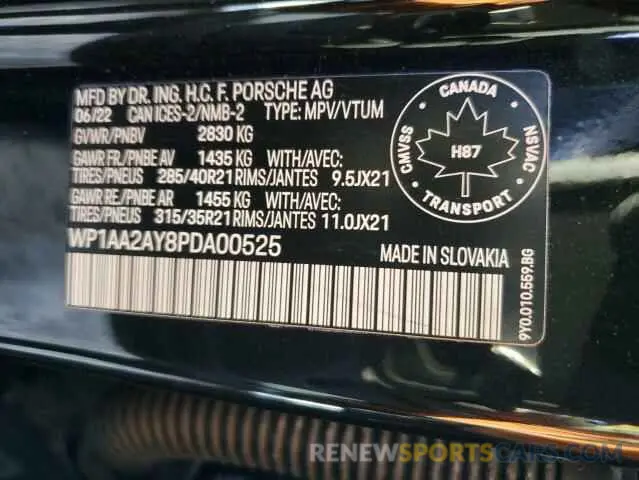 MFD BY DR. ING. H.C. F. PORSCHE AG
06/22 CAN ICES-2/NMB-2 TYPE: MPV/VTUM
GVWR/PNBV 2830 KG
GAWR FR./PNBE AV 1435 KG WITH/AVEC:
TIRES/PNEUS 285/40R21 RIMS/JANTES 9.5JX21
GAWR RE./PNBE AR 1455 KG WITH/AVEC:
TIRES/PNEUS 315/35R21 RIMS/JANTES 11.0JX21
WP1AA2AY8PDA00525
MADE IN SLOVAKIA
CANADA
CMVSS
NSVAC
H87
TRANSPORT
9Y0.010.559.BG
RENEWFORD.COM